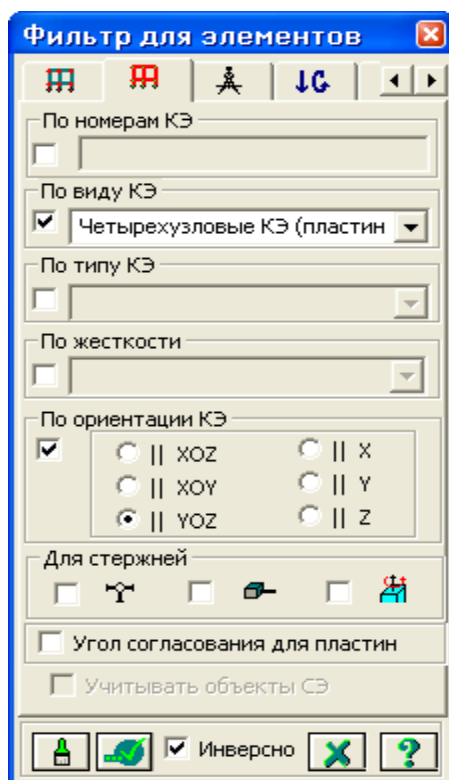 Фильтр для элементов
По номерам КЭ
По виду КЭ
Четырехузловые КЭ (пластин
По типу КЭ
По жесткости
По ориентации КЭ
|| XOZ || X
|| XOY || Y
|| YOZ || Z
Для стержней
Угол согласования для пластин
Учитывать объекты СЭ
Инверсно ?